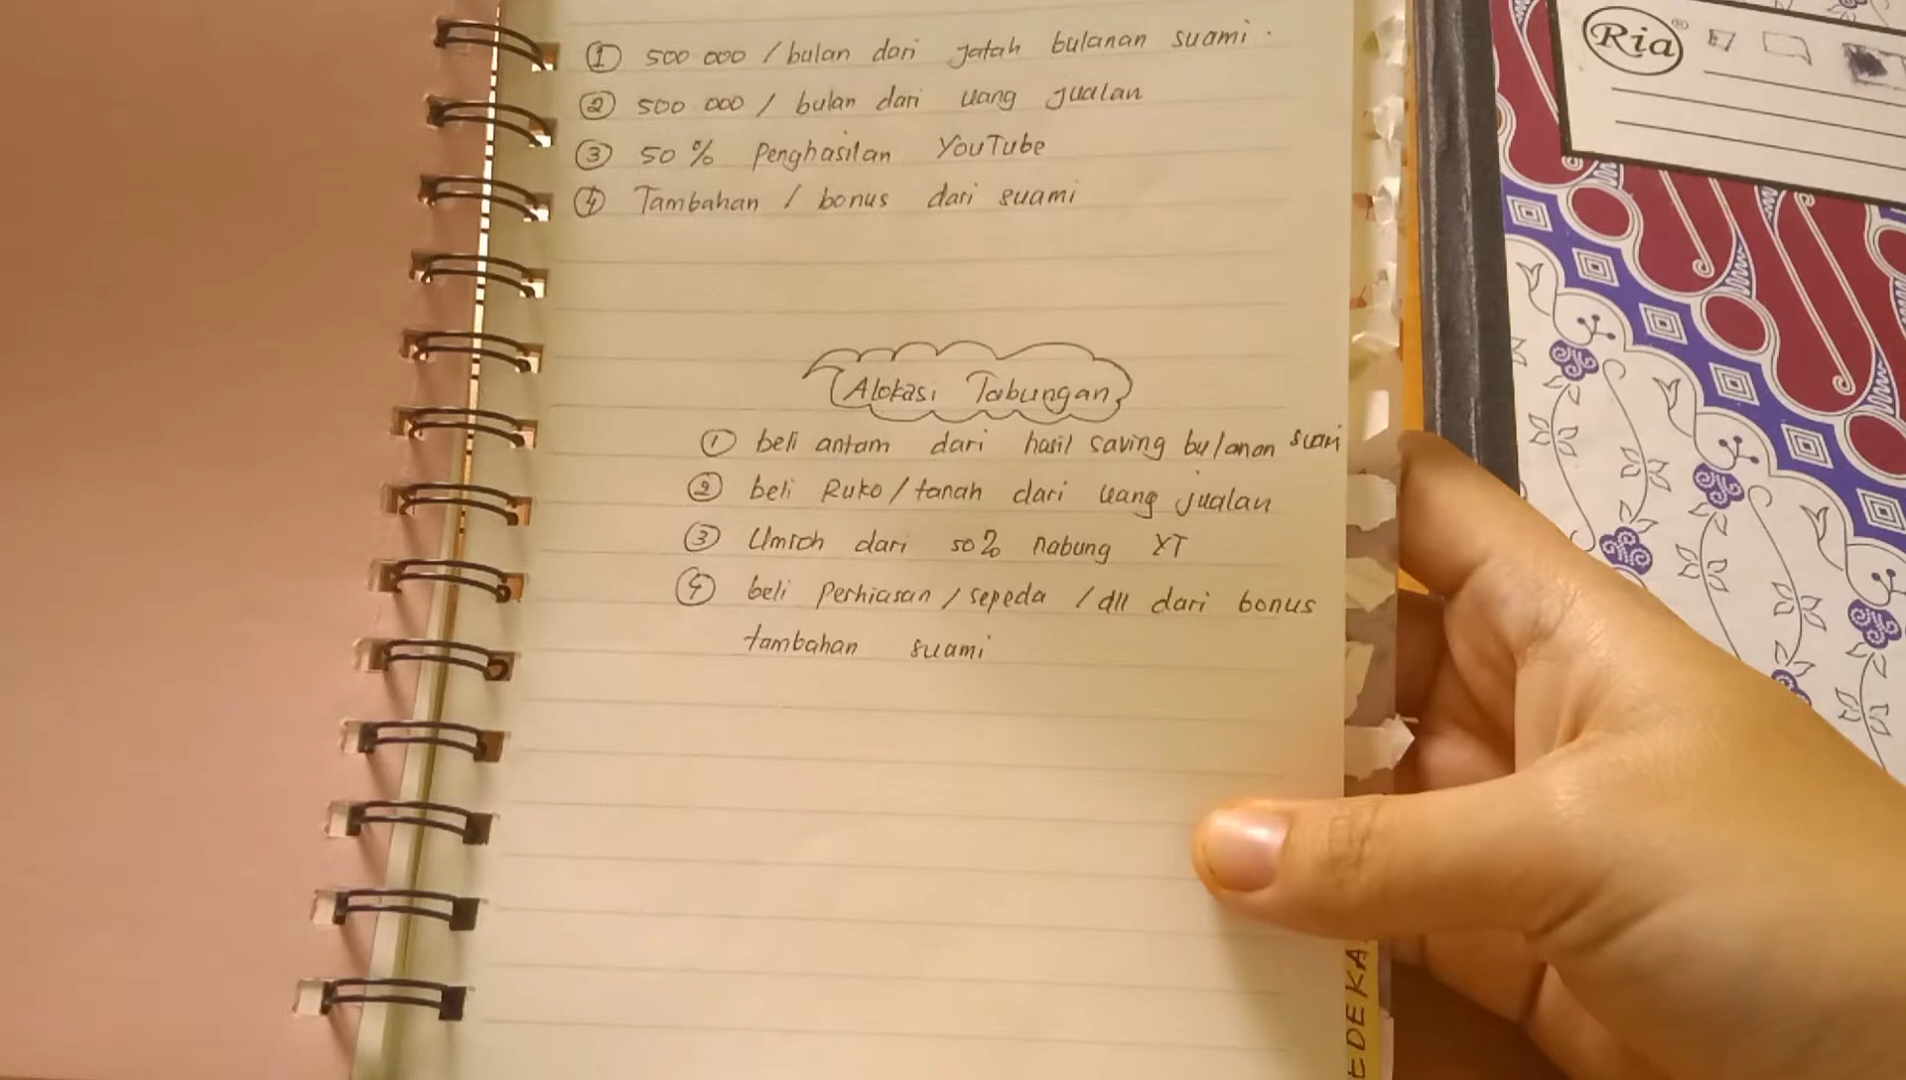 ① 500 000 / bulan dari jatah bulanan suami.
② 500 000 / bulan dari uang jualan
③ 50 % Penghasilan YouTube
④ Tambahan / bonus dari suami
Alokasi Tabungan
① beli antam dari hasil saving bulanan
② beli Ruko / tanah dari uang jualan
③ Umroh dari 50% nabung YT
④ beli Perhiasan / sepeda / dll dari bonus
tambahan suami
Ria®
EDEKA